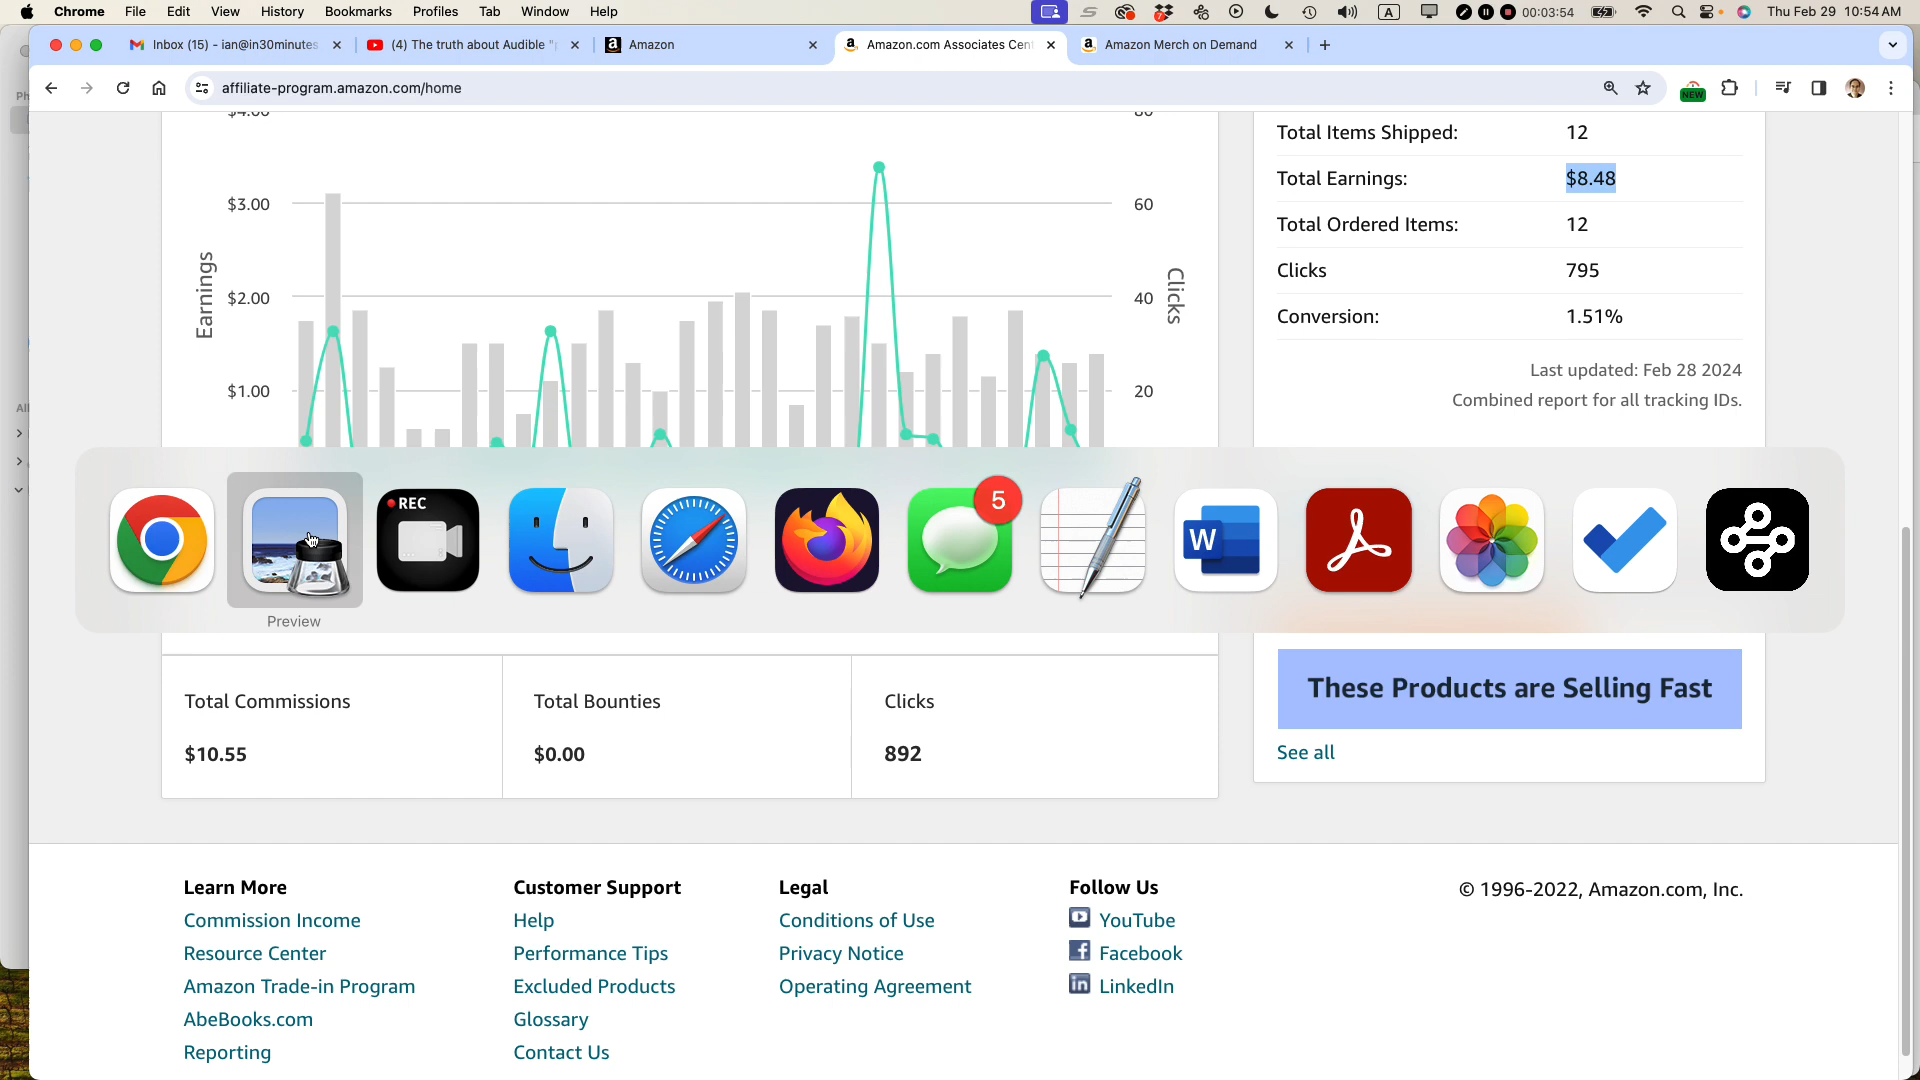 Chrome File Edit View History Bookmarks Profiles Tab Window Help
7 A 00:03:54 Thu Feb 29 10:54 AM
Inbox (15) - ian@in30minutes
(4) The truth about Audible "
Amazon
Amazon.com Associates Cen
Amazon Merch on Demand
affiliate-program.amazon.com/home
NEW
$4.00
80
$3.00
60
$2.00
40
$1.00
20
Earnings
Clicks
Total Items Shipped: 12
Total Earnings: $8.48
Total Ordered Items: 12
Clicks 795
Conversion: 1.51%
Last updated: Feb 28 2024
Combined report for all tracking IDs.
REC
5
W
Preview
Total Commissions
$10.55
Total Bounties
$0.00
Clicks
892
These Products are Selling Fast
See all
Learn More
Commission Income
Resource Center
Amazon Trade-in Program
AbeBooks.com
Reporting
Customer Support
Help
Performance Tips
Excluded Products
Glossary
Contact Us
Legal
Conditions of Use
Privacy Notice
Operating Agreement
Follow Us
YouTube
Facebook
LinkedIn
© 1996-2022, Amazon.com, Inc.